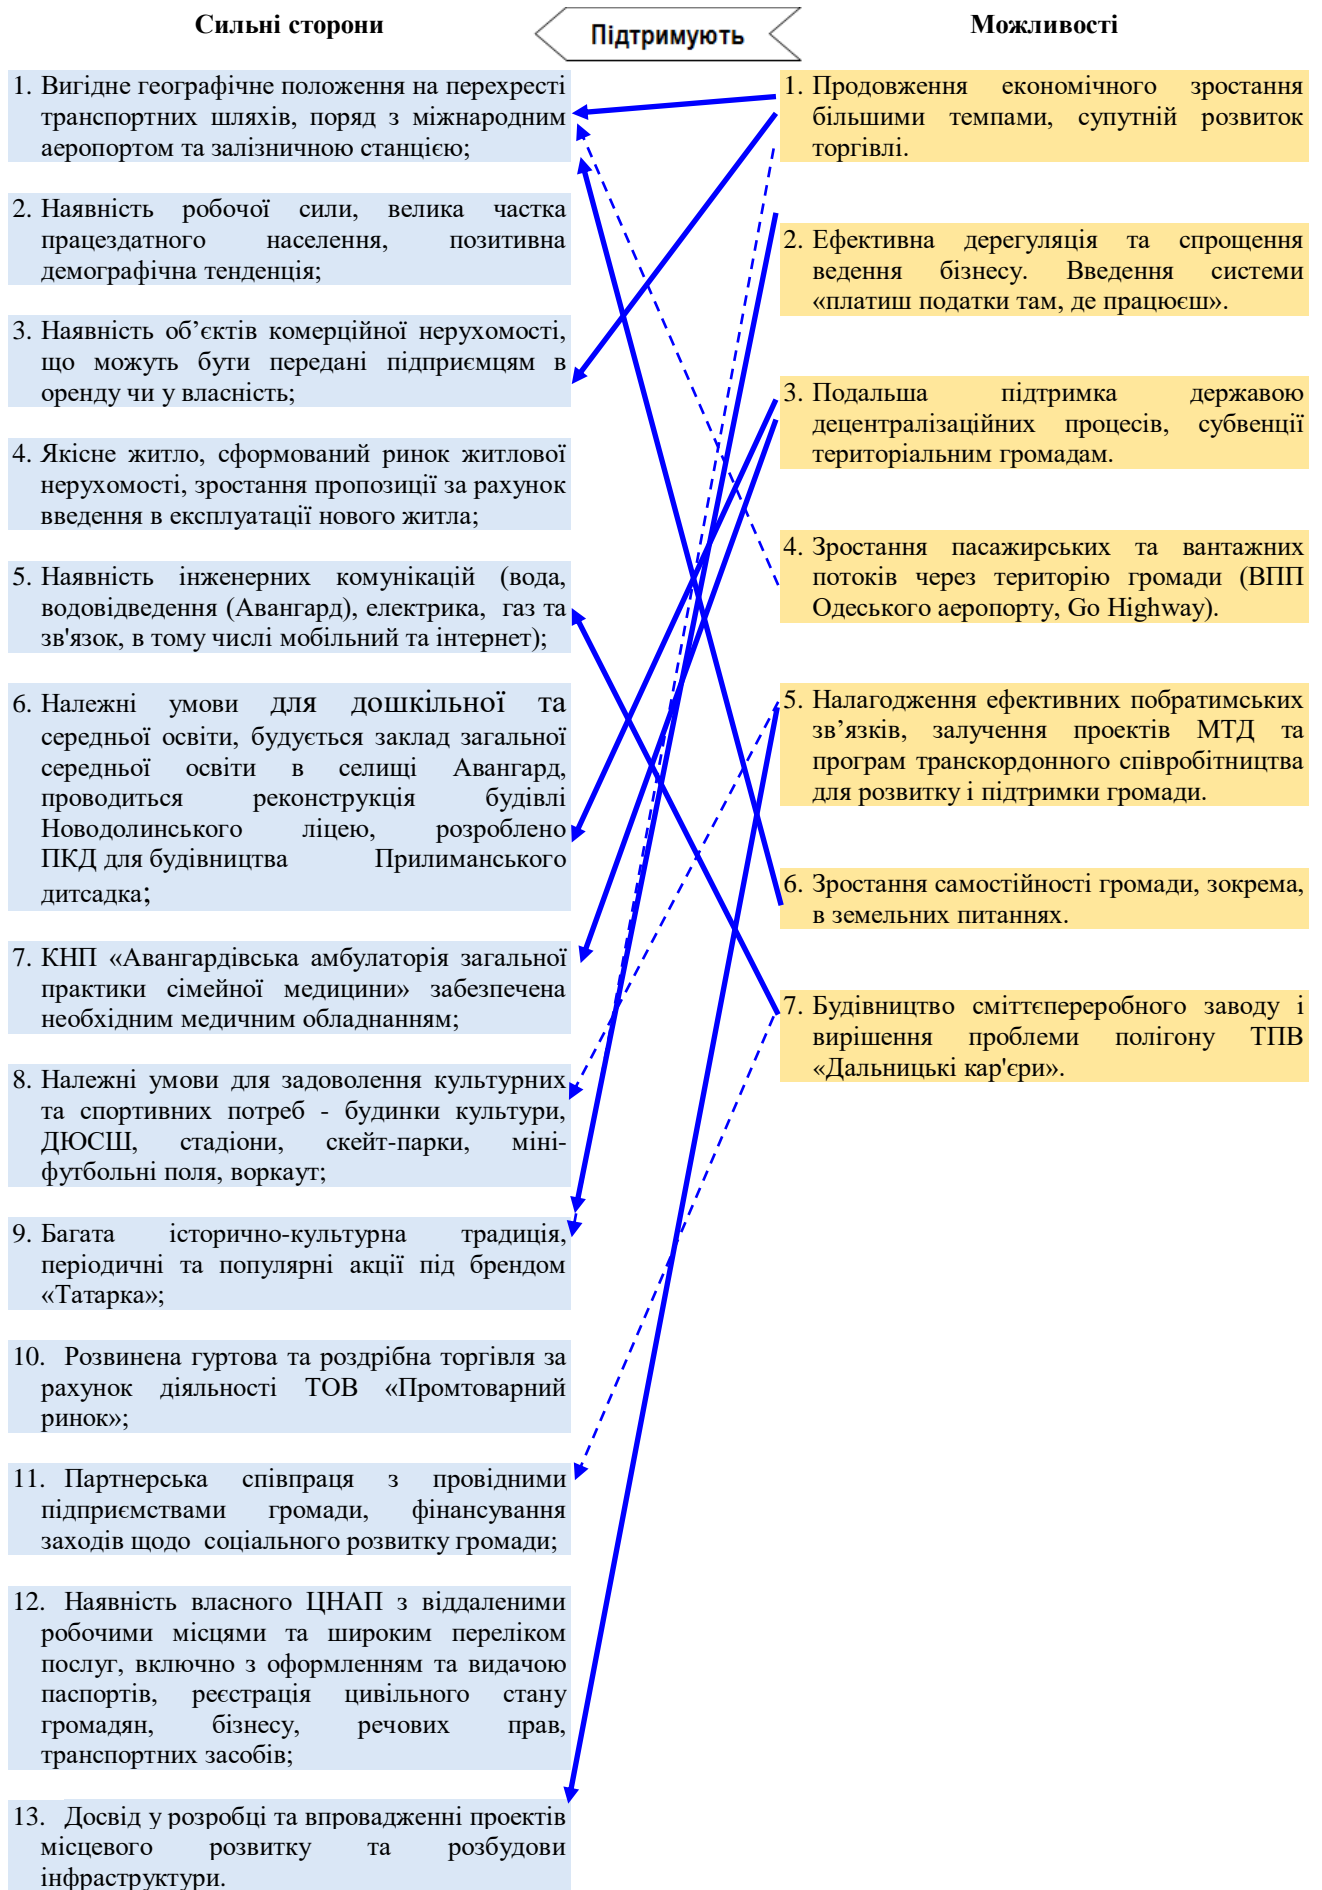 Сильні сторони
Підтримують
Можливості
1. Вигідне географічне положення на перехресті
транспортних шляхів, поряд з міжнародним
аеропортом та залізничною станцією;
2. Наявність робочої сили, велика частка
працездатного населення, позитивна
демографічна тенденція;
3. Наявність об’єктів комерційної нерухомості,
що можуть бути передані підприємцям в
оренду чи у власність;
4. Якісне житло, сформований ринок житлової
нерухомості, зростання пропозиції за рахунок
введення в експлуатації нового житла;
5. Наявність інженерних комунікацій (вода,
водовідведення (Авангард), електрика, газ та
зв'язок, в тому числі мобільний та інтернет);
6. Належні умови для дошкільної та
середньої освіти, будується заклад загальної
середньої освіти в селищі Авангард,
проводиться реконструкція будівлі
Новодолинського ліцею, розроблено
ПКД для будівництва Прилиманського
дитсадка;
7. КНП «Авангардівська амбулаторія загальної
практики сімейної медицини» забезпечена
необхідним медичним обладнанням;
8. Належні умови для задоволення культурних
та спортивних потреб - будинки культури,
ДЮСШ, стадіони, скейт-парки, міні-
футбольні поля, воркаут;
9. Багата історично-культурна традиція,
періодичні та популярні акції під брендом
«Татарка»;
10. Розвинена гуртова та роздрібна торгівля за
рахунок діяльності ТОВ «Промтоварний
ринок»;
11. Партнерська співпраця з провідними
підприємствами громади, фінансування
заходів щодо соціального розвитку громади;
12. Наявність власного ЦНАП з віддаленими
робочими місцями та широким переліком
послуг, включно з оформленням та видачою
паспортів, реєстрація цивільного стану
громадян, бізнесу, речових прав,
транспортних засобів;
13. Досвід у розробці та впровадженні проектів
місцевого розвитку та розбудови
інфраструктури.
1. Продовження економічного зростання
більшими темпами, супутній розвиток
торгівлі.
2. Ефективна дерегуляція та спрощення
ведення бізнесу. Введення системи
«платиш податки там, де працюєш».
3. Подальша підтримка державою
децентралізаційних процесів, субвенції
територіальним громадам.
4. Зростання пасажирських та вантажних
потоків через територію громади (ВПП
Одеського аеропорту, Go Highway).
5. Налагодження ефективних побратимських
зв’язків, залучення проектів МТД та
програм транскордонного співробітництва
для розвитку і підтримки громади.
6. Зростання самостійності громади, зокрема,
в земельних питаннях.
7. Будівництво сміттєпереробного заводу і
вирішення проблеми полігону ТПВ
«Дальницькі кар'єри».